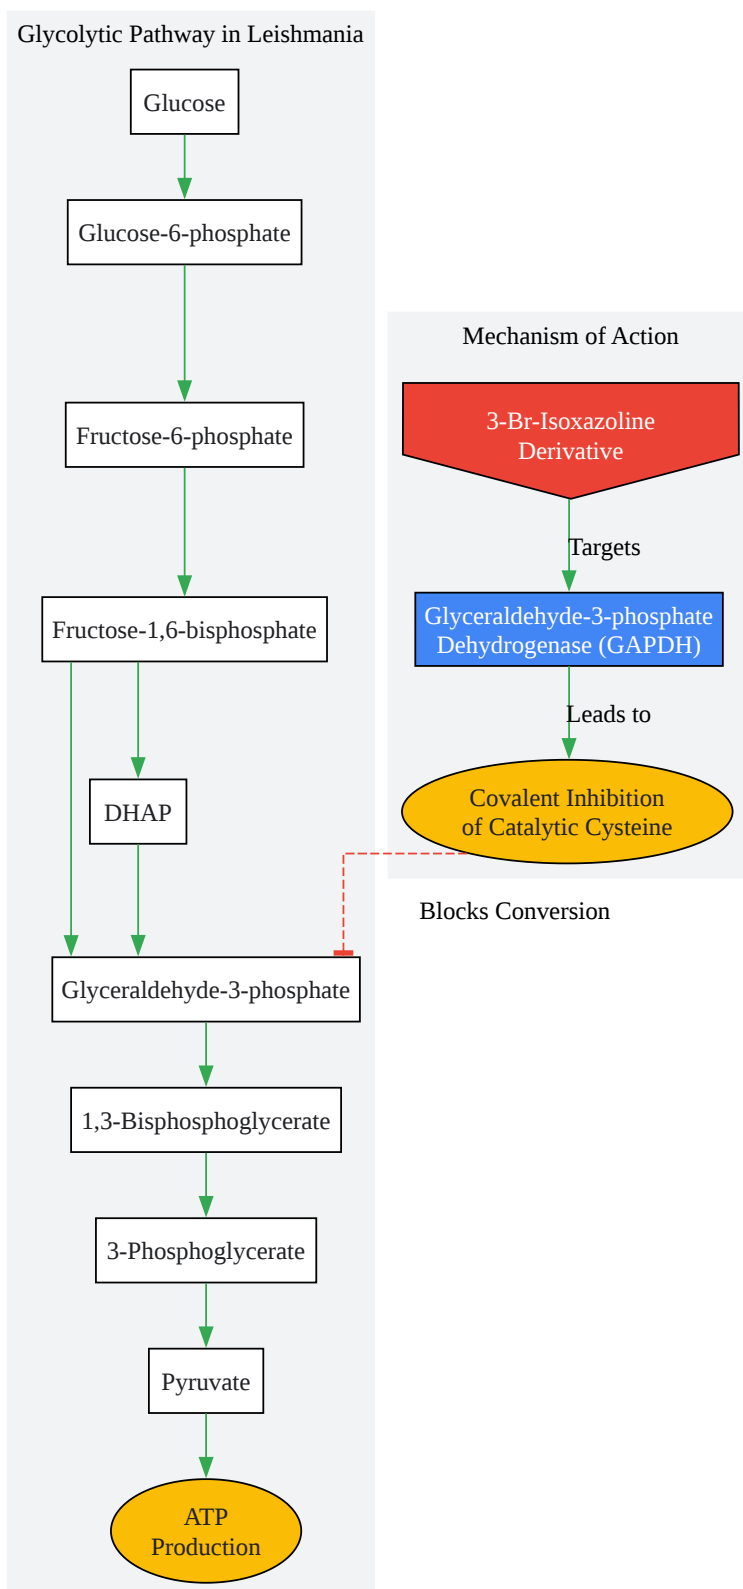 Glycolytic Pathway in Leishmania
Glucose
Glucose-6-phosphate
Fructose-6-phosphate
Fructose-1,6-bisphosphate
DHAP
Glyceraldehyde-3-phosphate
1,3-Bisphosphoglycerate
3-Phosphoglycerate
Pyruvate
ATP
Production
Mechanism of Action
3-Br-Isoxazoline
Derivative
Targets
Glyceraldehyde-3-phosphate
Dehydrogenase (GAPDH)
Leads to
Covalent Inhibition
of Catalytic Cysteine
Blocks Conversion